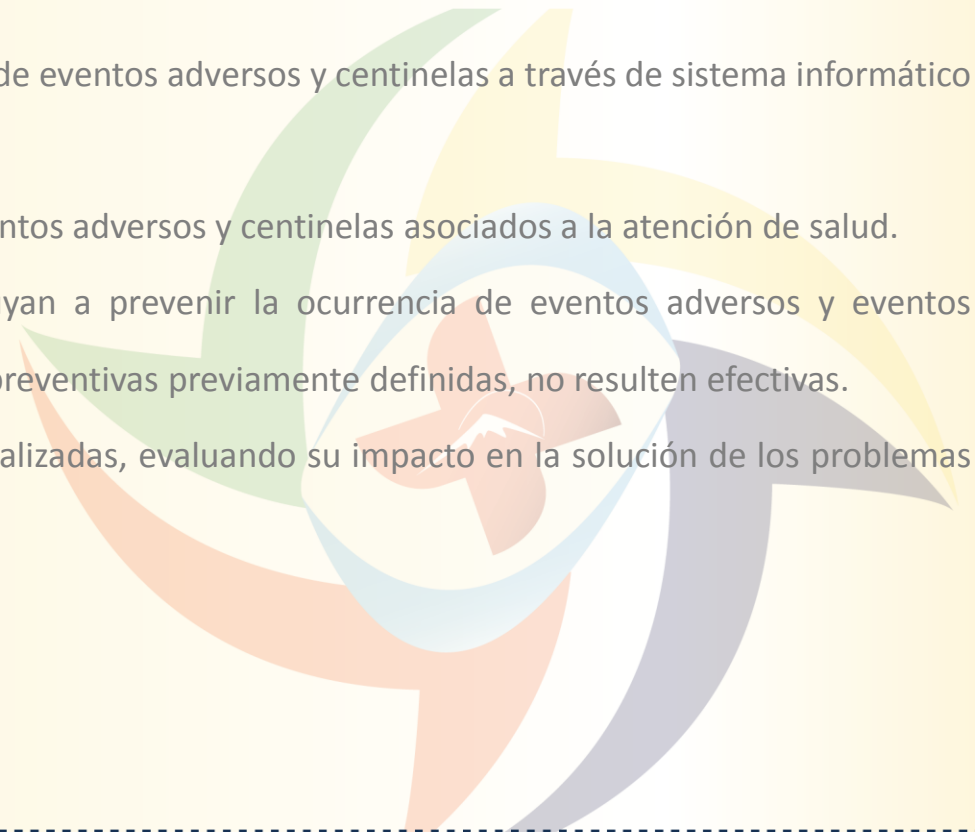 de eventos adversos y centinelas a través de sistema informático
ntos adversos y centinelas asociados a la atención de salud.
yan a prevenir la ocurrencia de eventos adversos y eventos
preventivas previamente definidas, no resulten efectivas.
alizadas, evaluando su impacto en la solución de los problemas